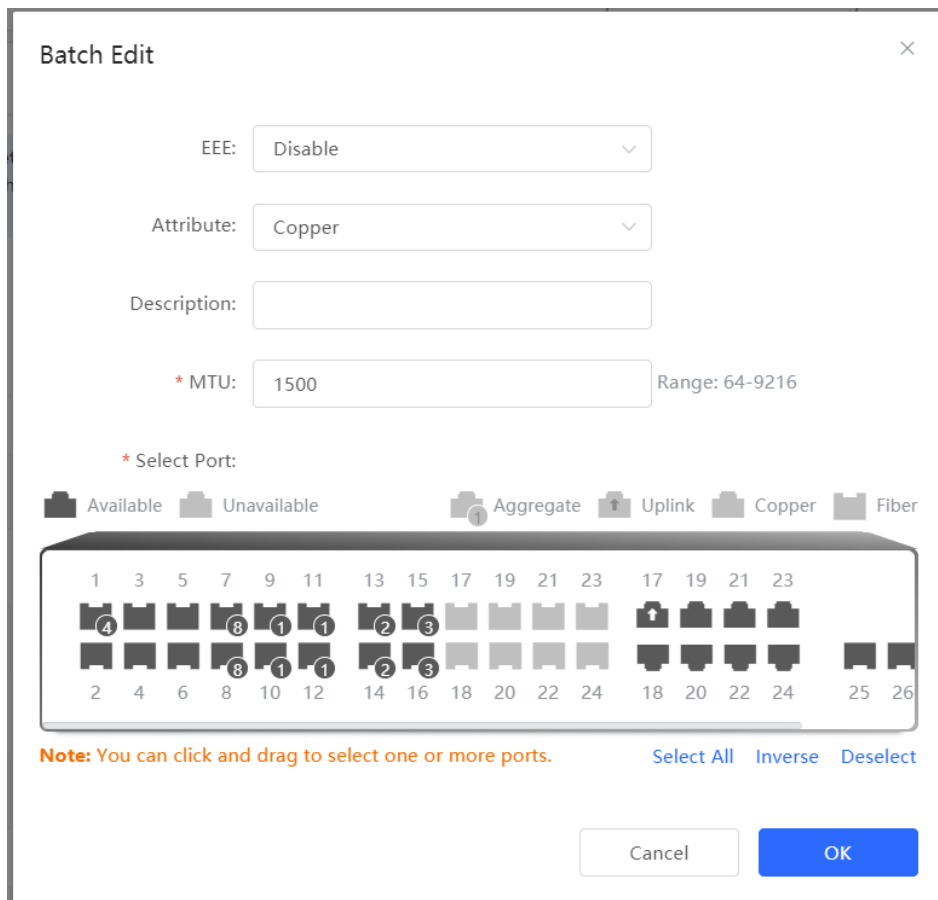 Batch Edit
EEE: Disable
Attribute: Copper
Description:
* MTU: 1500 Range: 64-9216
* Select Port:
Available Unavailable 1 Aggregate Uplink Copper Fiber
1 3 5 7 9 11 13 15 17 19 21 23 17 19 21 23
4 8 1 1 2 3
8 1 1 2 3
2 4 6 8 10 12 14 16 18 20 22 24 18 20 22 24 25 26
Note: You can click and drag to select one or more ports. Select All Inverse Deselect
Cancel OK